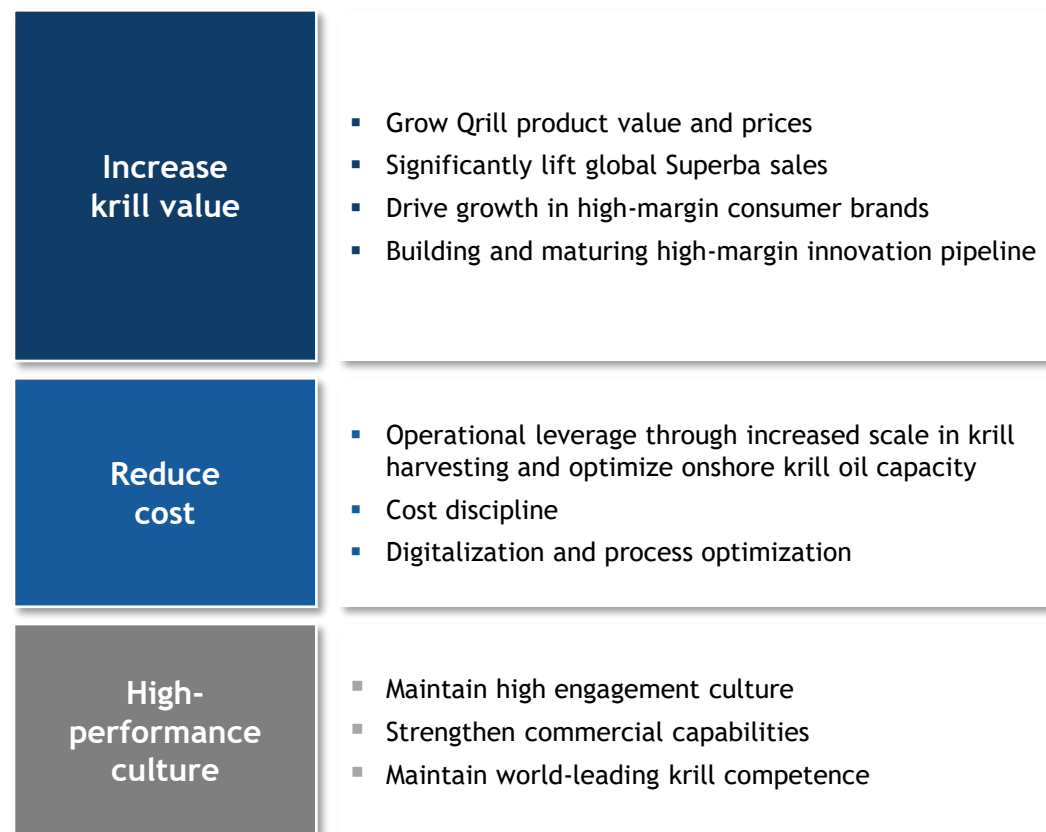 Increase
krill value
▪ Grow Qrill product value and prices
▪ Significantly lift global Superba sales
▪ Drive growth in high-margin consumer brands
▪ Building and maturing high-margin innovation pipeline
Reduce
cost
▪ Operational leverage through increased scale in krill
harvesting and optimize onshore krill oil capacity
▪ Cost discipline
▪ Digitalization and process optimization
High-
performance
culture
▪ Maintain high engagement culture
▪ Strengthen commercial capabilities
▪ Maintain world-leading krill competence